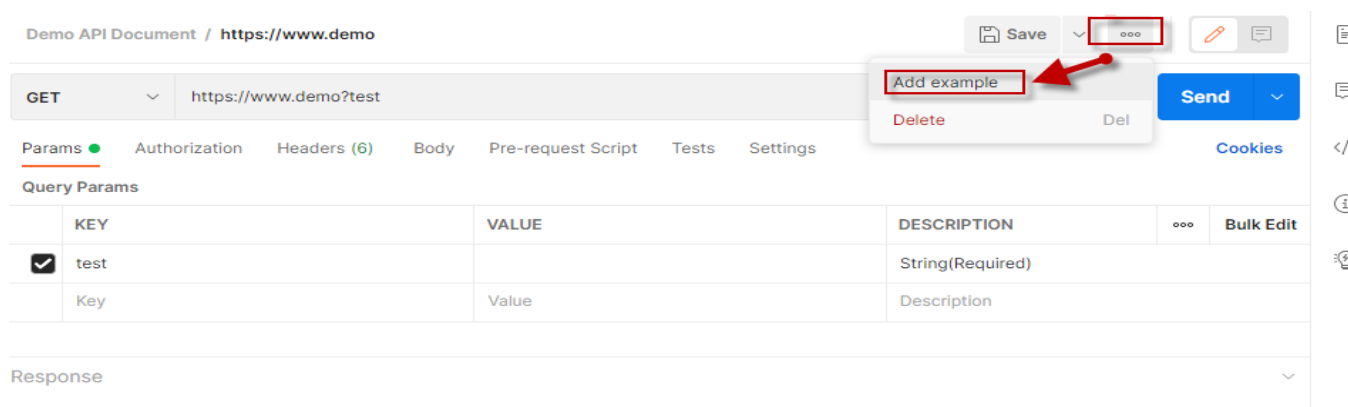 Demo API Document / https://www.demo Save
Add example
GET https://www.demo?test Send
Delete Del
Params Authorization Headers (6) Body Pre-request Script Tests Settings Cookies
Query Params
KEY VALUE DESCRIPTION Bulk Edit
test String(Required)
Key Value Description
Response